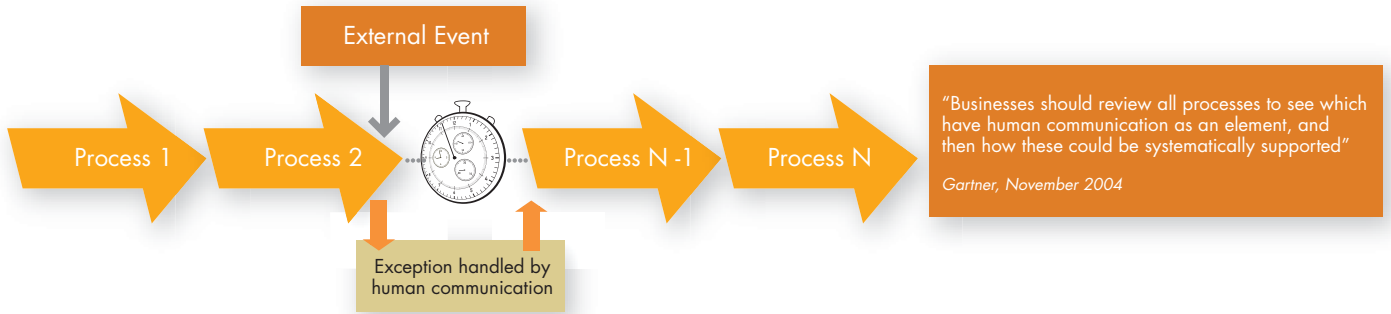 External Event
Process 1
Process 2
Process N -1
Process N
Exception handled by
human communication
“Businesses should review all processes to see which
have human communication as an element, and
then how these could be systematically supported”
Gartner, November 2004